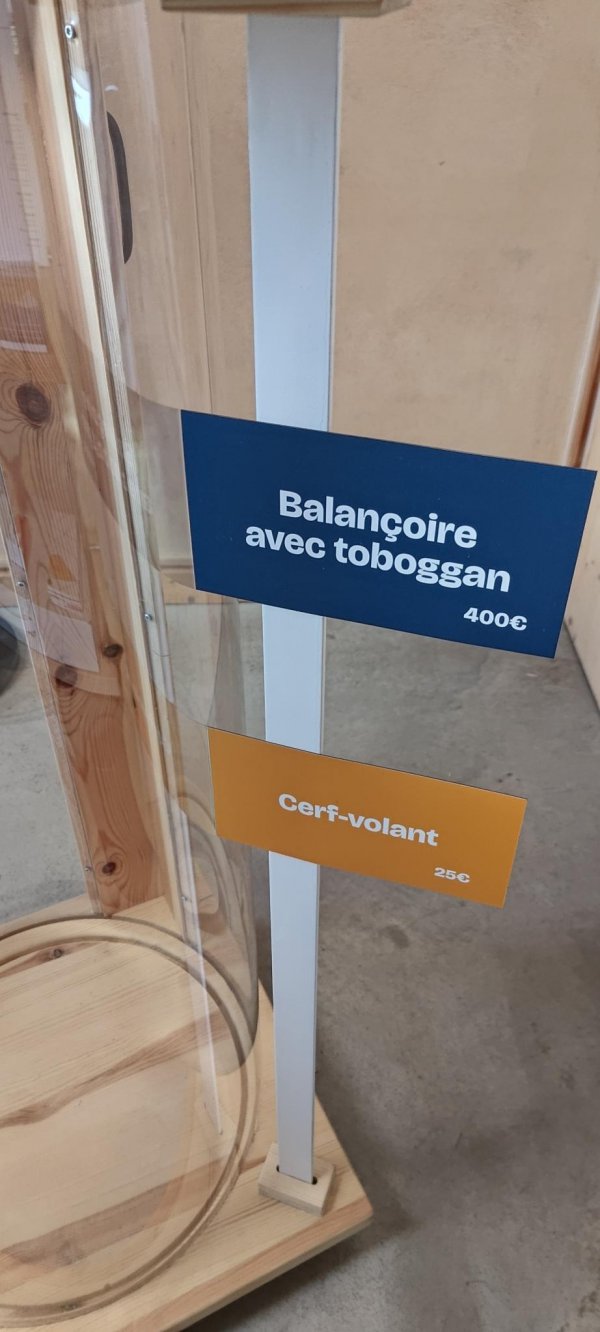 Balançoire
avec toboggan
400€
Cerf-volant
25€